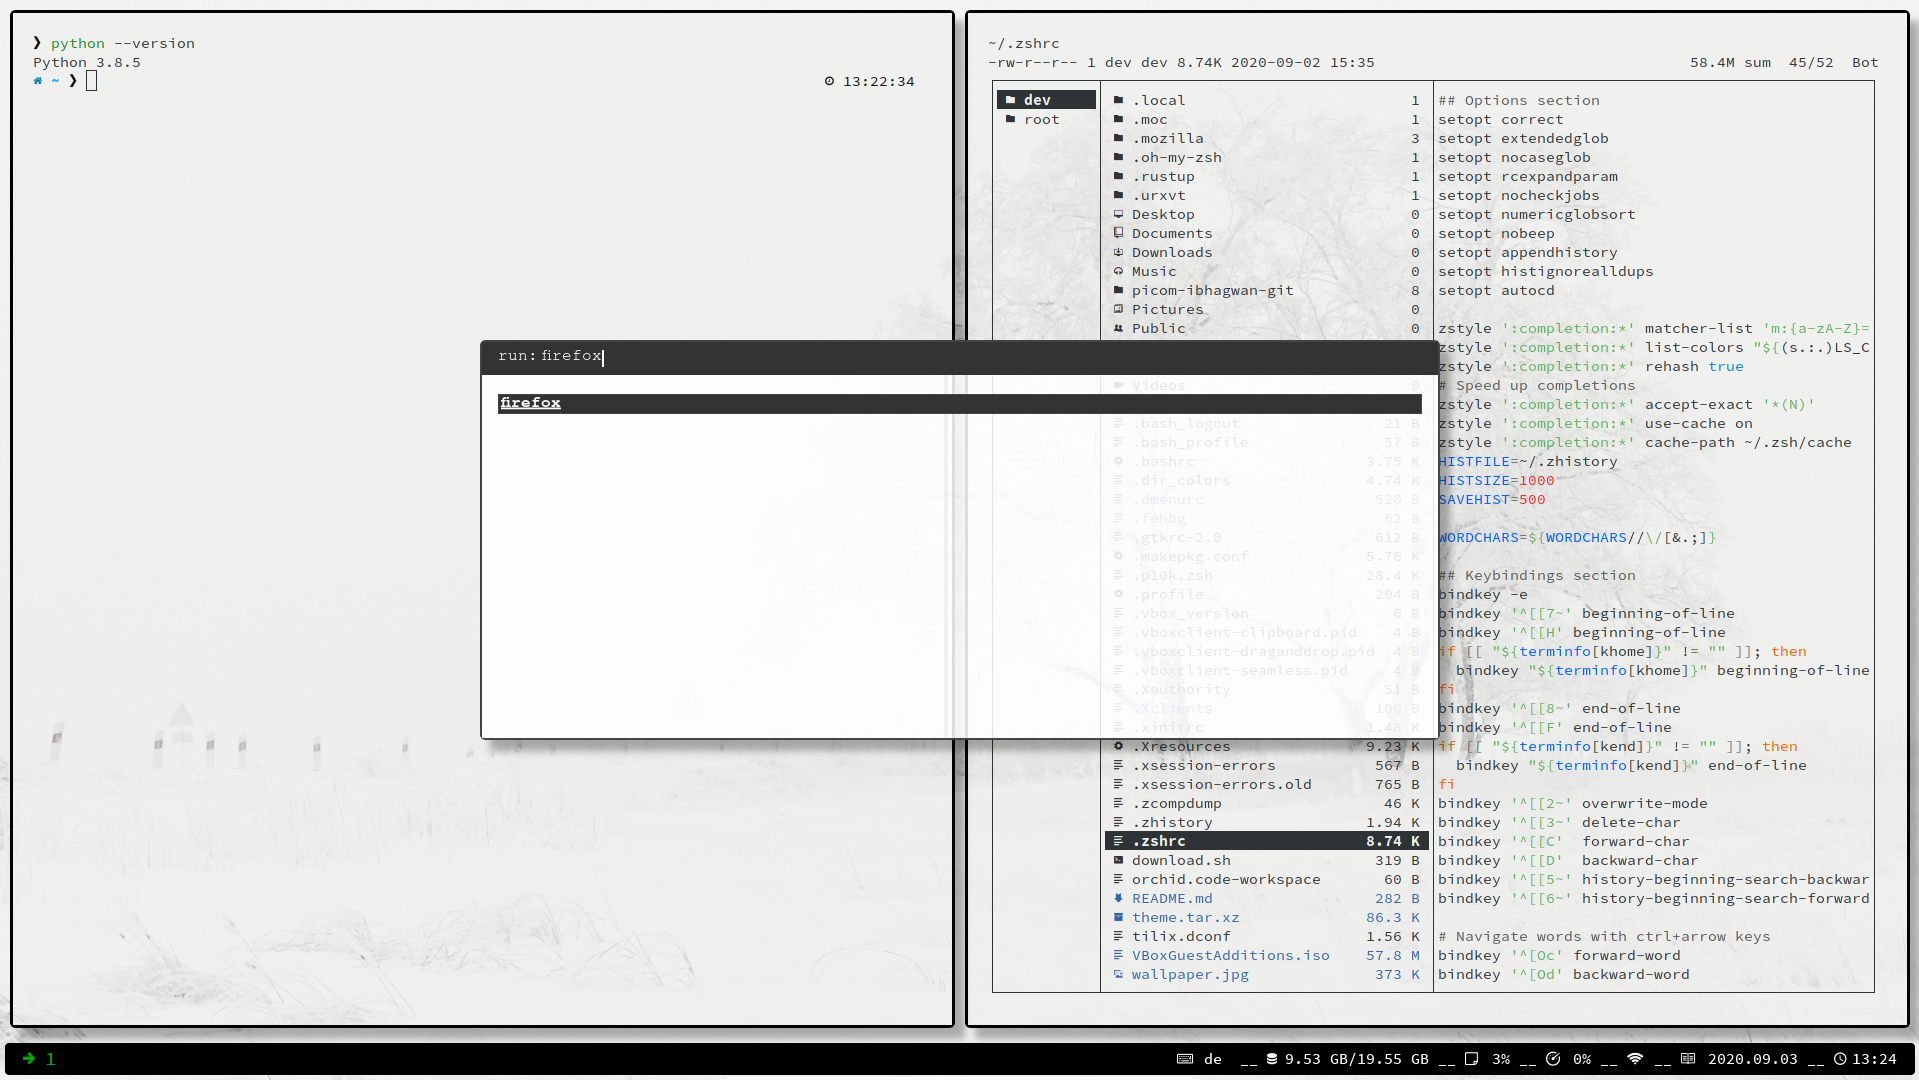 ❯ python --version
Python 3.8.5
~ ❯ 13:22:34
~/.zshrc
-rw-r--r-- 1 dev dev 8.74K 2020-09-02 15:35 58.4M sum 45/52 Bot
dev
root
.local 1
.moc 1
.mozilla 3
.oh-my-zsh 1
.rustup 1
.urxvt 1
Desktop 0
Documents 0
Downloads 0
Music 0
picom-ibhagwan-git 8
Pictures 0
Public 0
run: firefox
firefox
Videos 0
.bash_logout 21 B
.bash_profile 57 B
.bashrc 3.75 K
.dir_colors 4.74 K
.dmenurc 520 B
.fehbg 62 B
.gtkrc-2.0 612 B
.makepkg.conf 5.76 K
.p10k.zsh 28.4 K
.profile 204 B
.vbox_version 6 B
.vboxclient-clipboard.pid 4 B
.vboxclient-draganddrop.pid 4 B
.vboxclient-seamless.pid 4 B
.Xauthority 51 B
.Xclients 100 B
.xinitrc 1.48 K
.Xresources 9.23 K
.xsession-errors 567 B
.xsession-errors.old 765 B
.zcompdump 46 K
.zhistory 1.94 K
.zshrc 8.74 K
download.sh 319 B
orchid.code-workspace 60 B
README.md 282 B
theme.tar.xz 86.3 K
tilix.dconf 1.56 K
VBoxGuestAdditions.iso 57.8 M
wallpaper.jpg 373 K
## Options section
setopt correct
setopt extendedglob
setopt nocaseglob
setopt rcexpandparam
setopt nocheckjobs
setopt numericglobsort
setopt nobeep
setopt appendhistory
setopt histignorealldups
setopt autocd
zstyle ':completion:*' matcher-list 'm:{a-zA-Z}=
zstyle ':completion:*' list-colors "${(s.:.)LS_C
zstyle ':completion:*' rehash true
# Speed up completions
zstyle ':completion:*' accept-exact '*(N)'
zstyle ':completion:*' use-cache on
zstyle ':completion:*' cache-path ~/.zsh/cache
HISTFILE=~/.zhistory
HISTSIZE=1000
SAVEHIST=500
WORDCHARS=${WORDCHARS//\/[&.;]}
## Keybindings section
bindkey -e
bindkey '^[[7~' beginning-of-line
bindkey '^[[H' beginning-of-line
if [[ "${terminfo[khome]}" != "" ]]; then
bindkey "${terminfo[khome]}" beginning-of-line
fi
bindkey '^[[8~' end-of-line
bindkey '^[[F' end-of-line
if [[ "${terminfo[kend]}" != "" ]]; then
bindkey "${terminfo[kend]}" end-of-line
fi
bindkey '^[[2~' overwrite-mode
bindkey '^[[3~' delete-char
bindkey '^[[C' forward-char
bindkey '^[[D' backward-char
bindkey '^[[5~' history-beginning-search-backwar
bindkey '^[[6~' history-beginning-search-forward
# Navigate words with ctrl+arrow keys
bindkey '^[Oc' forward-word
bindkey '^[Od' backward-word
➜ 1 de __ 9.53 GB/19.55 GB __ 3% __ 0% __ __ 2020.09.03 __ 13:24